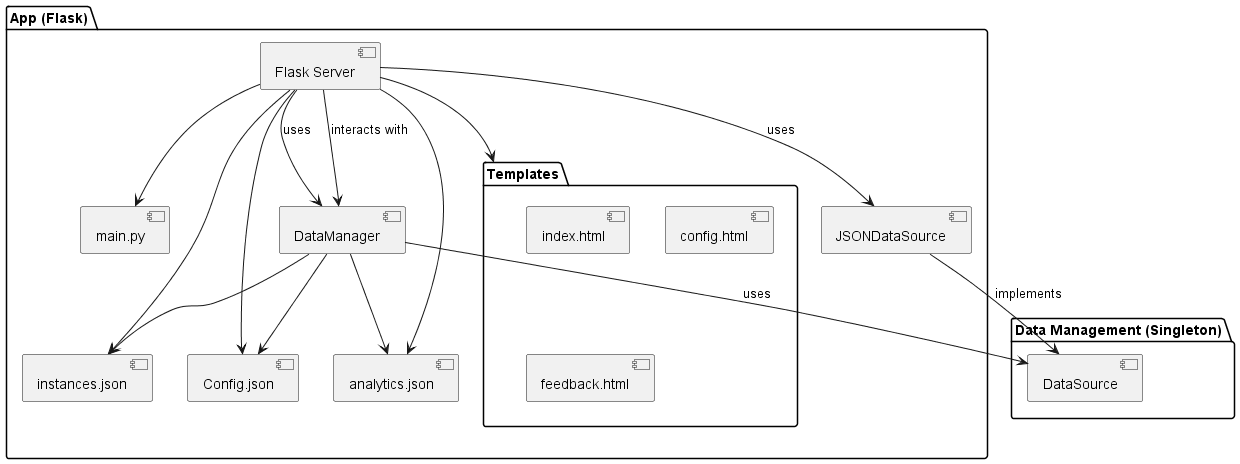 App (Flask)
Flask Server
uses
interacts with
uses
Templates
main.py
DataManager
index.html
config.html
JSONDataSource
uses
implements
Data Management (Singleton)
instances.json
Config.json
analytics.json
feedback.html
DataSource